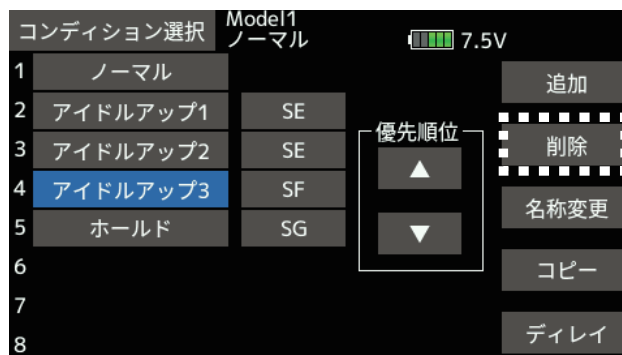 コンディション選択 Model1
ノーマル 7.5V
1 ノーマル
追加
2 アイドルアップ1 SE
優先順位
3 アイドルアップ2 SE
削除
▲
4 アイドルアップ3 SF
名称変更
5 ホールド SG
▼
6
コピー
7
ディレイ
8